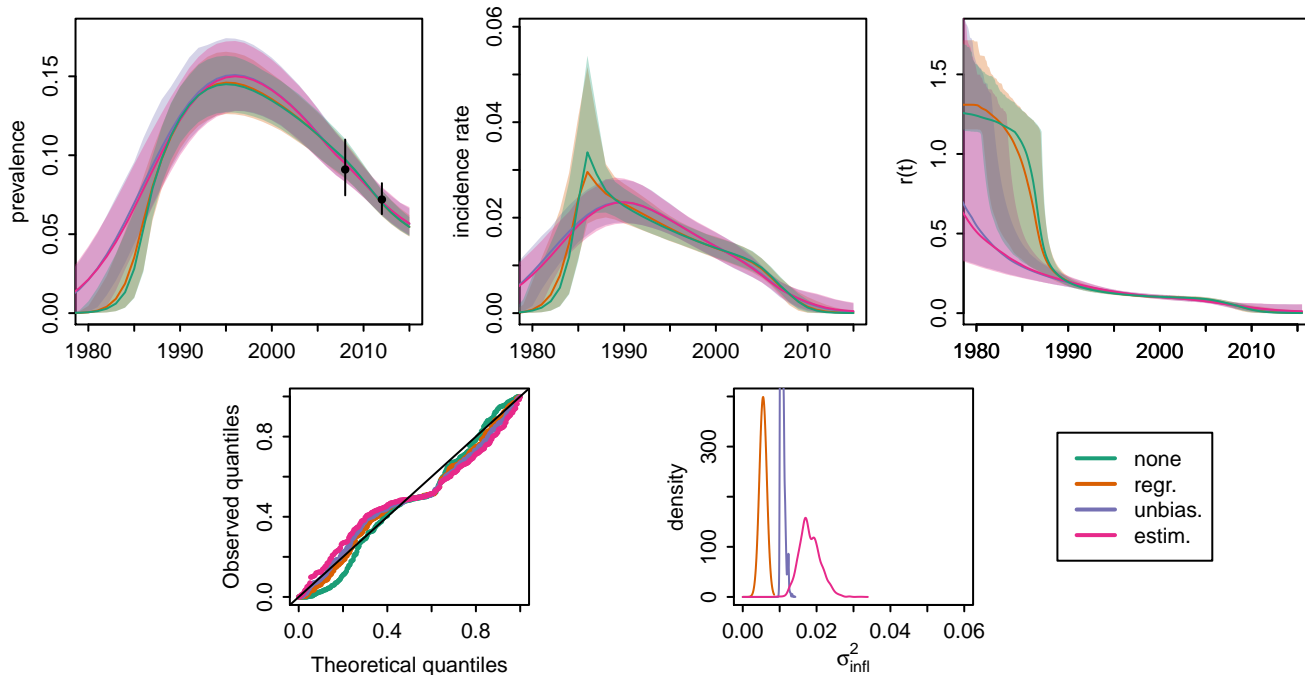 prevalence
0.00 0.05 0.10 0.15
1980 1990 2000 2010
incidence rate
0.00 0.02 0.04 0.06
1980 1990 2000 2010
r(t)
0.0 0.5 1.0 1.5
1980 1990 2000 2010
Observed quantiles
0.0 0.4 0.8
0.0 0.4 0.8
Theoretical quantiles
density
0 100 300
0.00 0.02 0.04 0.06
σ²infl
none
regr.
unbias.
estim.